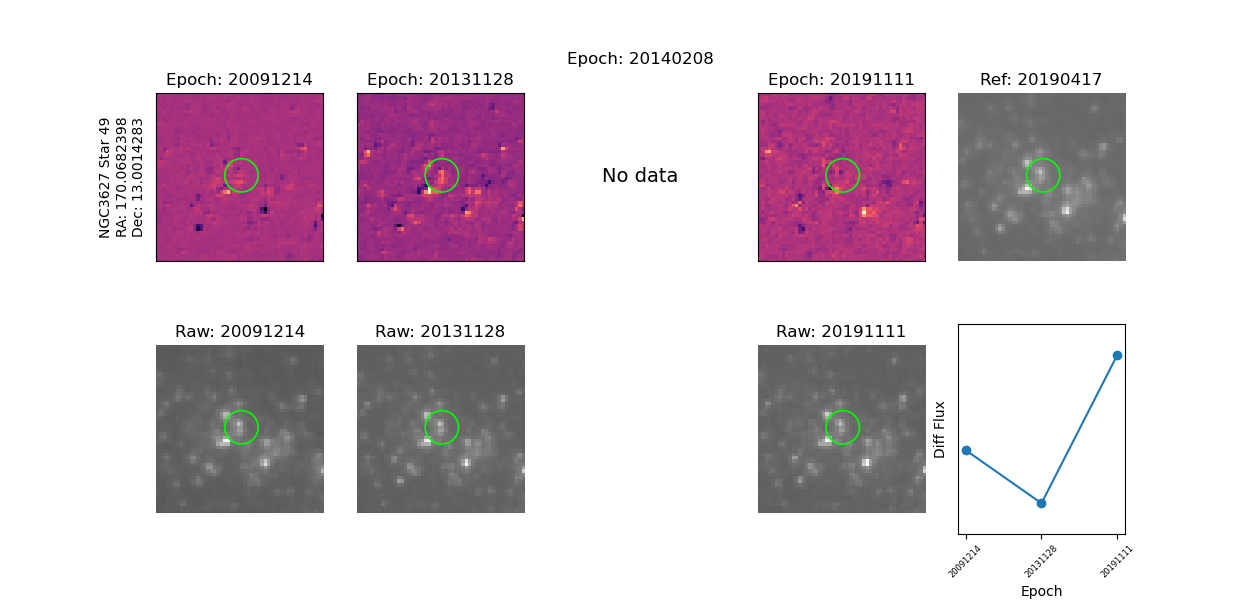 Epoch: 20140208
Epoch: 20091214
Epoch: 20131128
Epoch: 20191111
Ref: 20190417
NGC3627 Star 49
RA: 170.0682398
Dec: 13.0014283
No data
Raw: 20091214
Raw: 20131128
Raw: 20191111
Diff Flux
20091214
20131128
20191111
Epoch